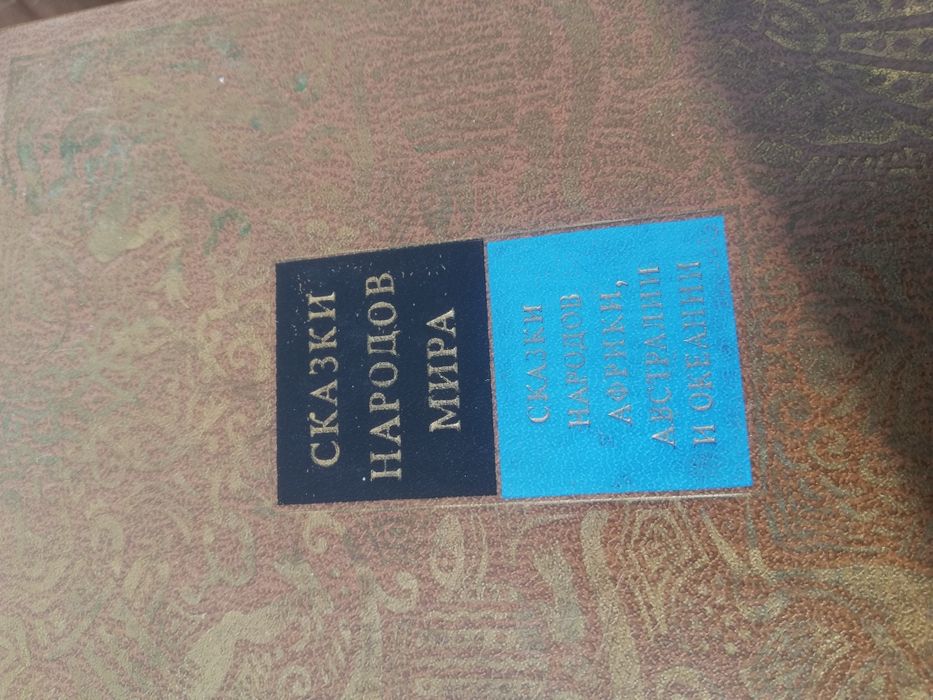 СКАЗКИ
НАРОДОВ
МИРА
СКАЗКИ
НАРОДОВ
АФРИКИ,
АВСТРАЛИИ
И ОКЕАНИИ